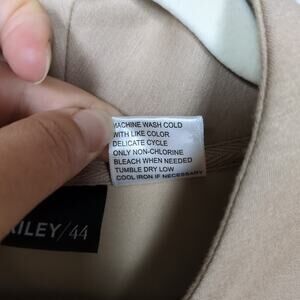 MACHINE WASH COLD
WITH LIKE COLOR
DELICATE CYCLE
ONLY NON-CHLORINE
BLEACH WHEN NEEDED
TUMBLE DRY LOW
COOL IRON IF NECESSARY
RILEY/44